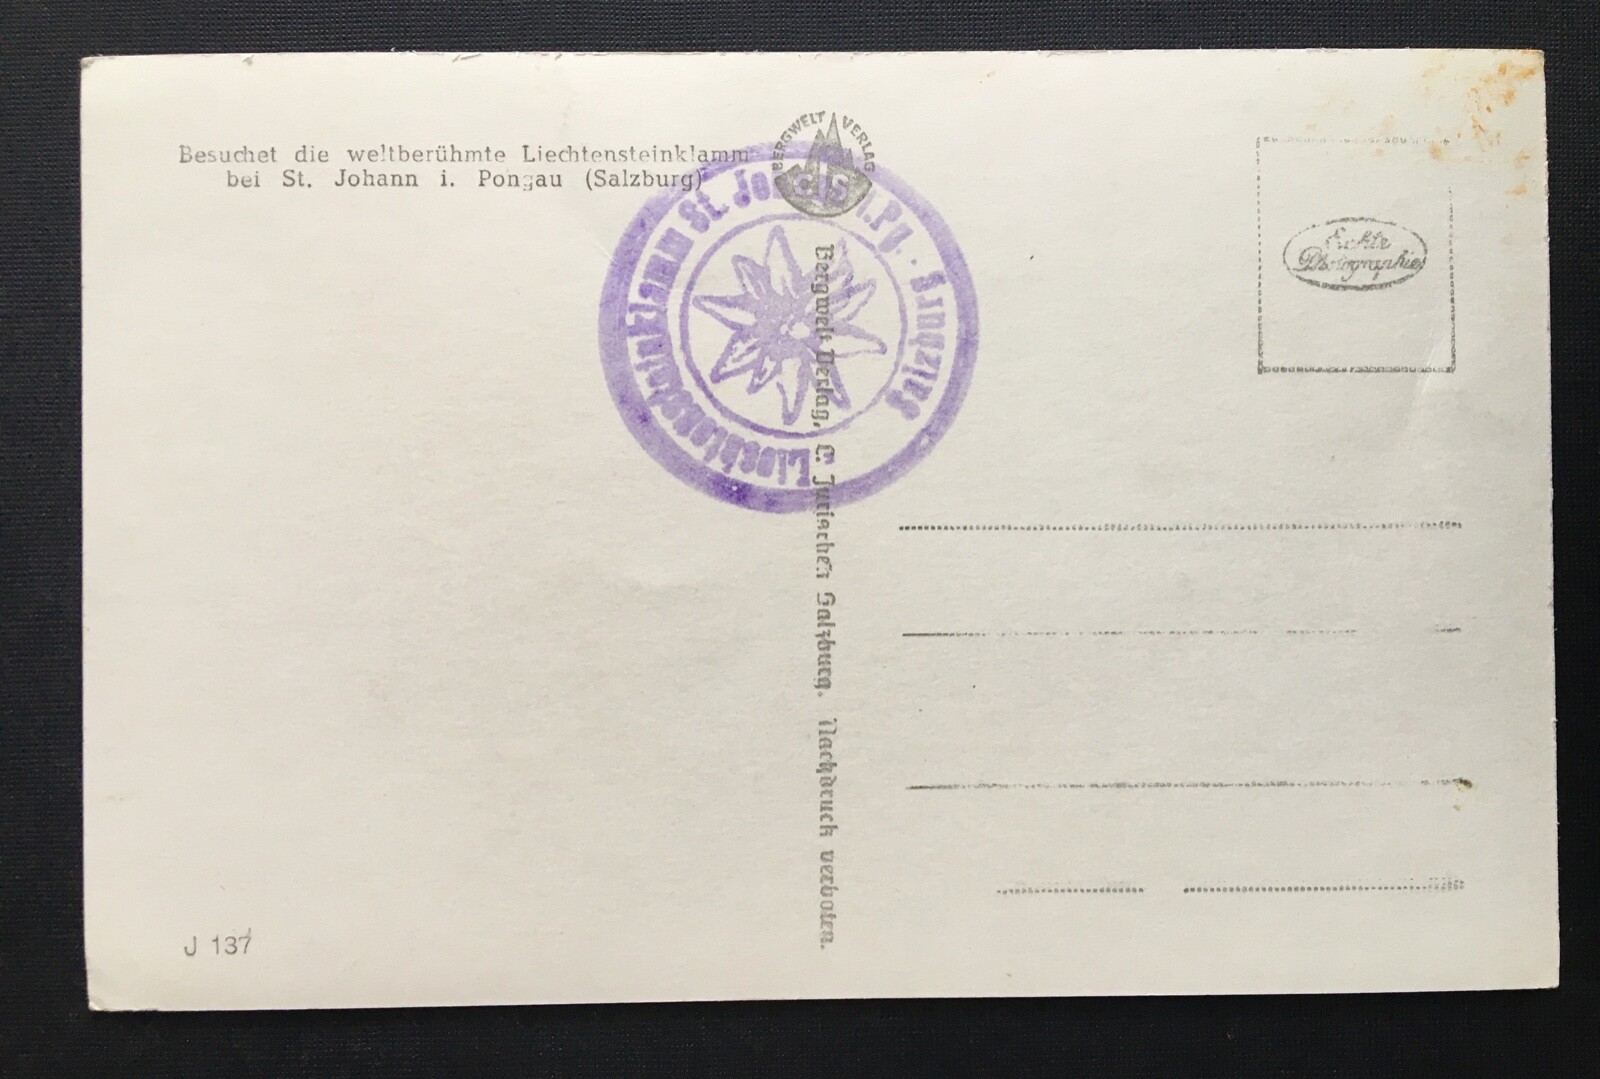 Besuchet die weltberühmte Liechtensteinklamm
bei St. Johann i. Pongau (Salzburg)
BERGWELT VERLAG
CJS
Liechtensteinklamm St. Jo i.Pg. · Salzburg
Bergwelt Verlag, C. Jurischek Salzburg. Nachdruck verboten.
Echte
Photographie
J 137